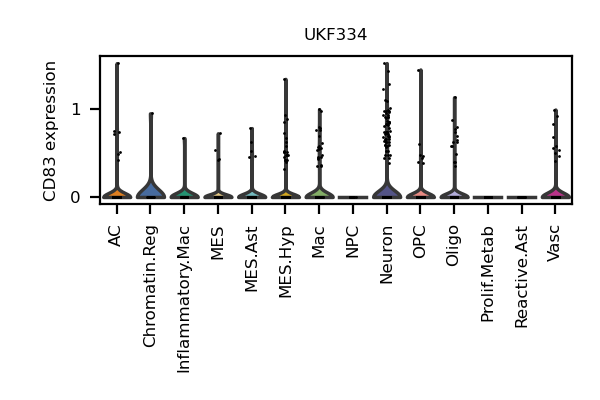 UKF334
CD83 expression
1
0
AC
Chromatin.Reg
Inflammatory.Mac
MES
MES.Ast
MES.Hyp
Mac
NPC
Neuron
OPC
Oligo
Prolif.Metab
Reactive.Ast
Vasc